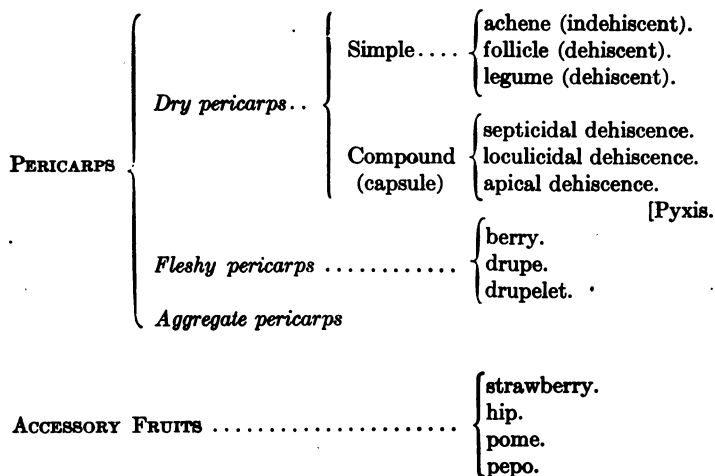 achene (indehiscent).
Simple.... follicle (dehiscent).
legume (dehiscent).
Dry pericarps..
septicidal dehiscence.
PERICARPS
Compound loculicidal dehiscence.
(capsule) apical dehiscence.
[Pyxis.
berry.
Fleshy pericarps ............ drupe.
drupelet.
Aggregate pericarps
strawberry.
ACCESSORY FRUITS ...................... hip.
pome.
pepo.